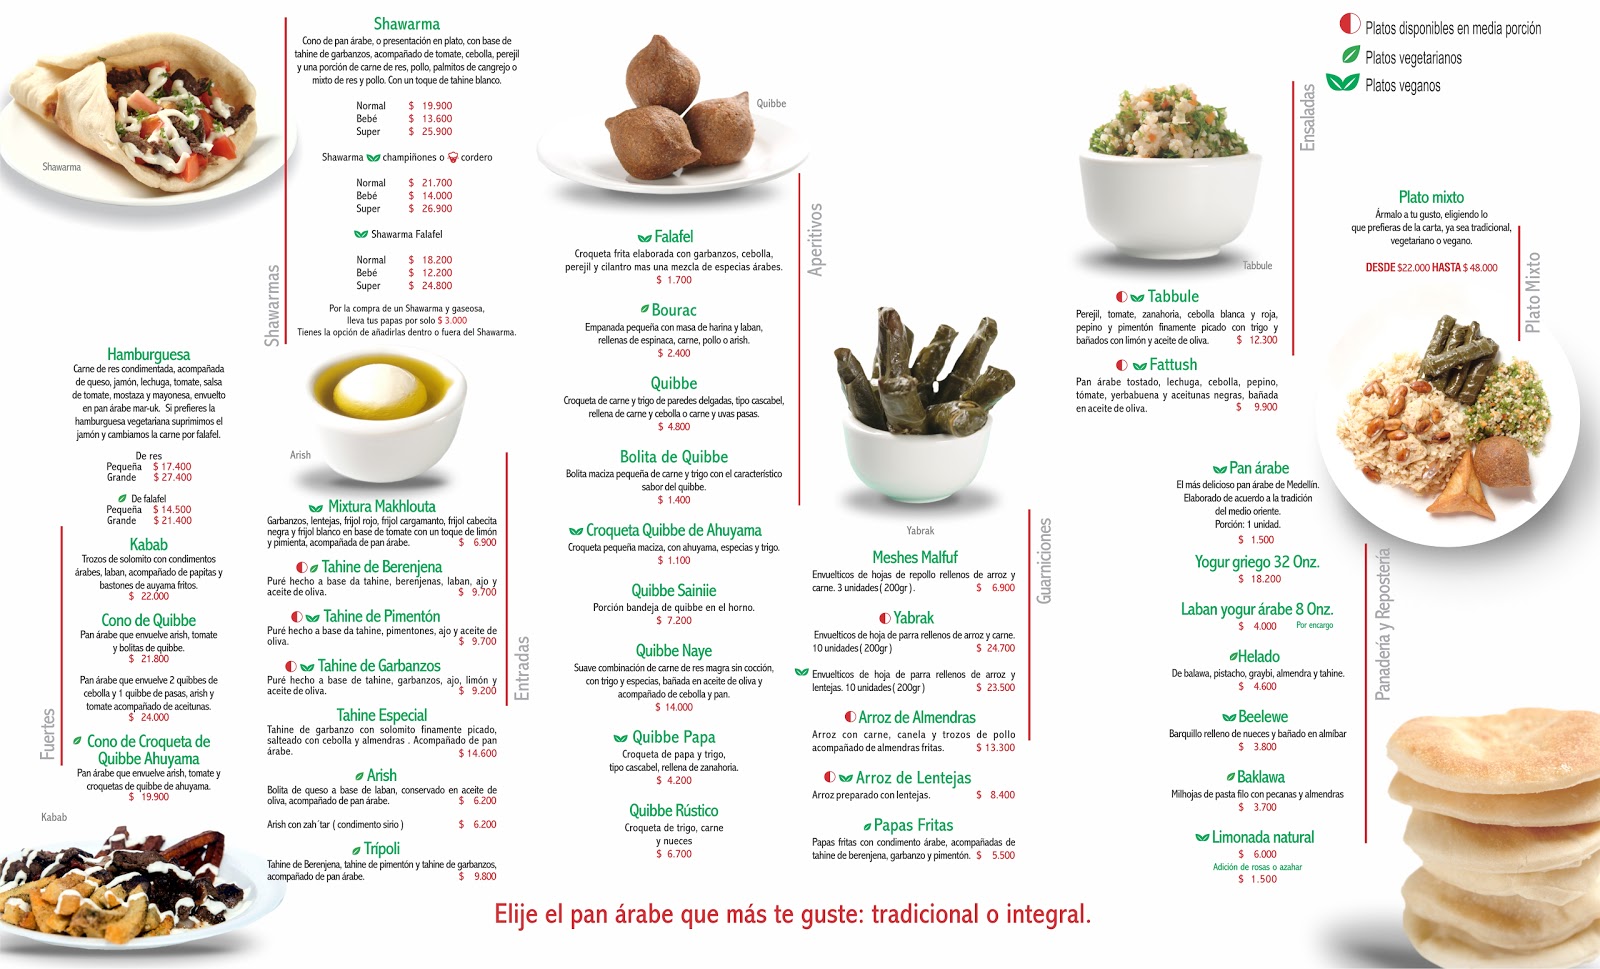 Shawarma
Cono de pan árabe, o presentación en plato, con base de
tahine de garbanzos, acompañado de tomate, cebolla, perejil
y una porción de carne de res, pollo, palmitos de cangrejo o
mixto de res y pollo. Con un toque de tahine blanco.
Normal $ 19.900
Bebé $ 13.600
Super $ 25.900
Shawarma champiñones o cordero
Normal $ 21.700
Bebé $ 14.000
Super $ 26.900
Shawarma Falafel
Normal $ 18.200
Bebé $ 12.200
Super $ 24.800
Por la compra de un Shawarma y gaseosa,
lleva tus papas por solo $ 3.000
Tienes la opción de añadirlas dentro o fuera del Shawarma.
Shawarma
Shawarmas
Hamburguesa
Carne de res condimentada, acompañada
de queso, jamón, lechuga, tomate, salsa
de tomate, mostaza y mayonesa, envuelto
en pan árabe mar-uk. Si prefieres la
hamburguesa vegetariana suprimimos el
jamón y cambiamos la carne por falafel.
De res
Pequeña $ 17.400
Grande $ 27.400
De falafel
Pequeña $ 14.500
Grande $ 21.400
Kabab
Trozos de solomito con condimentos
árabes, laban, acompañado de papitas y
bastones de auyama fritos.
$ 22.000
Cono de Quibbe
Pan árabe que envuelve arish, tomate
y bolitas de quibbe.
$ 21.800
Pan árabe que envuelve 2 quibbes de
cebolla y 1 quibbe de pasas, arish y
tomate acompañado de aceitunas.
$ 24.000
Cono de Croqueta de
Quibbe Ahuyama
Pan árabe que envuelve arish, tomate y
croquetas de quibbe de ahuyama.
$ 19.900
Fuertes
Kabab
Arish
Mixtura Makhlouta
Garbanzos, lentejas, frijol rojo, frijol cargamanto, frijol cabecita
negra y frijol blanco en base de tomate con un toque de limón
y pimienta, acompañada de pan árabe. $ 6.900
Tahine de Berenjena
Puré hecho a base da tahine, berenjenas, laban, ajo y
aceite de oliva. $ 9.700
Tahine de Pimentón
Puré hecho a base da tahine, pimentones, ajo y aceite de
oliva. $ 9.700
Tahine de Garbanzos
Puré hecho a base de tahine, garbanzos, ajo, limón y
aceite de oliva. $ 9.200
Tahine Especial
Tahine de garbanzo con solomito finamente picado,
salteado con cebolla y almendras . Acompañado de pan
árabe. $ 14.600
Arish
Bolita de queso a base de laban, conservado en aceite de
oliva, acompañado de pan árabe. $ 6.200
Arish con zah´tar ( condimento sirio ) $ 6.200
Trípoli
Tahine de Berenjena, tahine de pimentón y tahine de garbanzos,
acompañado de pan árabe. $ 9.800
Entradas
Quibbe
Falafel
Croqueta frita elaborada con garbanzos, cebolla,
perejil y cilantro mas una mezcla de especias árabes.
$ 1.700
Bourac
Empanada pequeña con masa de harina y laban,
rellenas de espinaca, carne, pollo o arish.
$ 2.400
Quibbe
Croqueta de carne y trigo de paredes delgadas, tipo cascabel,
rellena de carne y cebolla o carne y uvas pasas.
$ 4.800
Bolita de Quibbe
Bolita maciza pequeña de carne y trigo con el caracteristico
sabor del quibbe.
$ 1.400
Croqueta Quibbe de Ahuyama
Croqueta pequeña maciza, con ahuyama, especias y trigo.
$ 1.100
Quibbe Sainiie
Porción bandeja de quibbe en el horno.
$ 7.200
Quibbe Naye
Suave combinación de carne de res magra sin cocción,
con trigo y especias, bañada en aceite de oliva y
acompañado de cebolla y pan.
$ 14.000
Quibbe Papa
Croqueta de papa y trigo,
tipo cascabel, rellena de zanahoria.
$ 4.200
Quibbe Rústico
Croqueta de trigo, carne
y nueces
$ 6.700
Aperitivos
Yabrak
Meshes Malfuf
Envuelticos de hojas de repollo rellenos de arroz y
carne. 3 unidades( 200gr ). $ 6.900
Yabrak
Envuelticos de hoja de parra rellenos de arroz y carne.
10 unidades( 200gr ) $ 24.700
Envuelticos de hoja de parra rellenos de arroz y
lentejas. 10 unidades( 200gr ) $ 23.500
Arroz de Almendras
Arroz con carne, canela y trozos de pollo
acompañado de almendras fritas. $ 13.300
Arroz de Lentejas
Arroz preparado con lentejas. $ 8.400
Papas Fritas
Papas fritas con condimento árabe, acompañadas de
tahine de berenjena, garbanzo y pimentón. $ 5.500
Guarniciones
Ensaladas
Tabbule
Tabbule
Perejil, tomate, zanahoria, cebolla blanca y roja,
pepino y pimentón finamente picado con trigo y
bañados con limón y aceite de oliva. $ 12.300
Fattush
Pan árabe tostado, lechuga, cebolla, pepino,
tómate, yerbabuena y aceitunas negras, bañada
en aceite de oliva. $ 9.900
Pan árabe
El más delicioso pan árabe de Medellín.
Elaborado de acuerdo a la tradición
del medio oriente.
Porción: 1 unidad.
$ 1.500
Yogur griego 32 Onz.
$ 18.200
Laban yogur árabe 8 Onz.
$ 4.000 Por encargo
Helado
De balawa, pistacho, graybi, almendra y tahine.
$ 4.600
Beelewe
Barquillo relleno de nueces y bañado en almíbar
$ 3.800
Baklawa
Milhojas de pasta filo con pecanas y almendras
$ 3.700
Limonada natural
$ 6.000
Adición de rosas o azahar
$ 1.500
Panadería y Repostería
Platos disponibles en media porción
Platos vegetarianos
Platos veganos
Plato mixto
Ármalo a tu gusto, eligiendo lo
que prefieras de la carta, ya sea tradicional,
vegetariano o vegano.
DESDE $22.000 HASTA $ 48.000
Plato Mixto
Elije el pan árabe que más te guste: tradicional o integral.